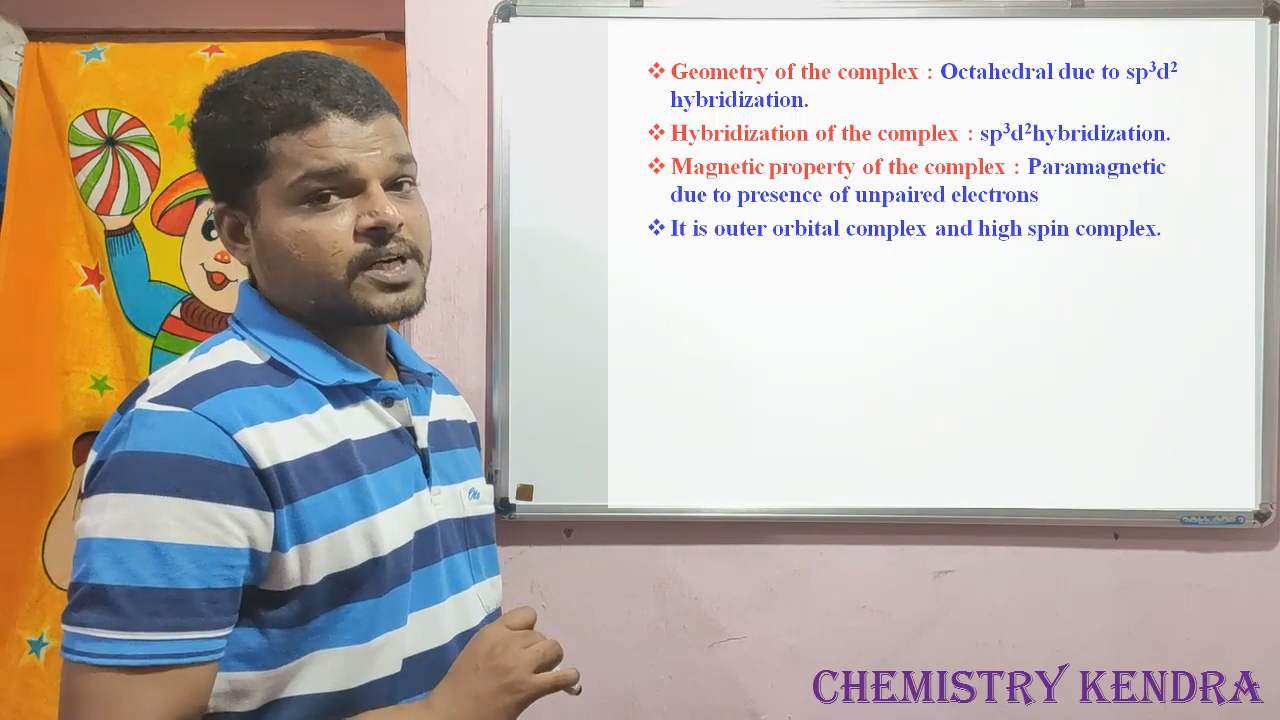 ❖ Geometry of the complex : Octahedral due to sp³d²
hybridization.
❖ Hybridization of the complex : sp³d²hybridization.
❖ Magnetic property of the complex : Paramagnetic
due to presence of unpaired electrons
❖ It is outer orbital complex and high spin complex.
CHEMISTRY KENDRA